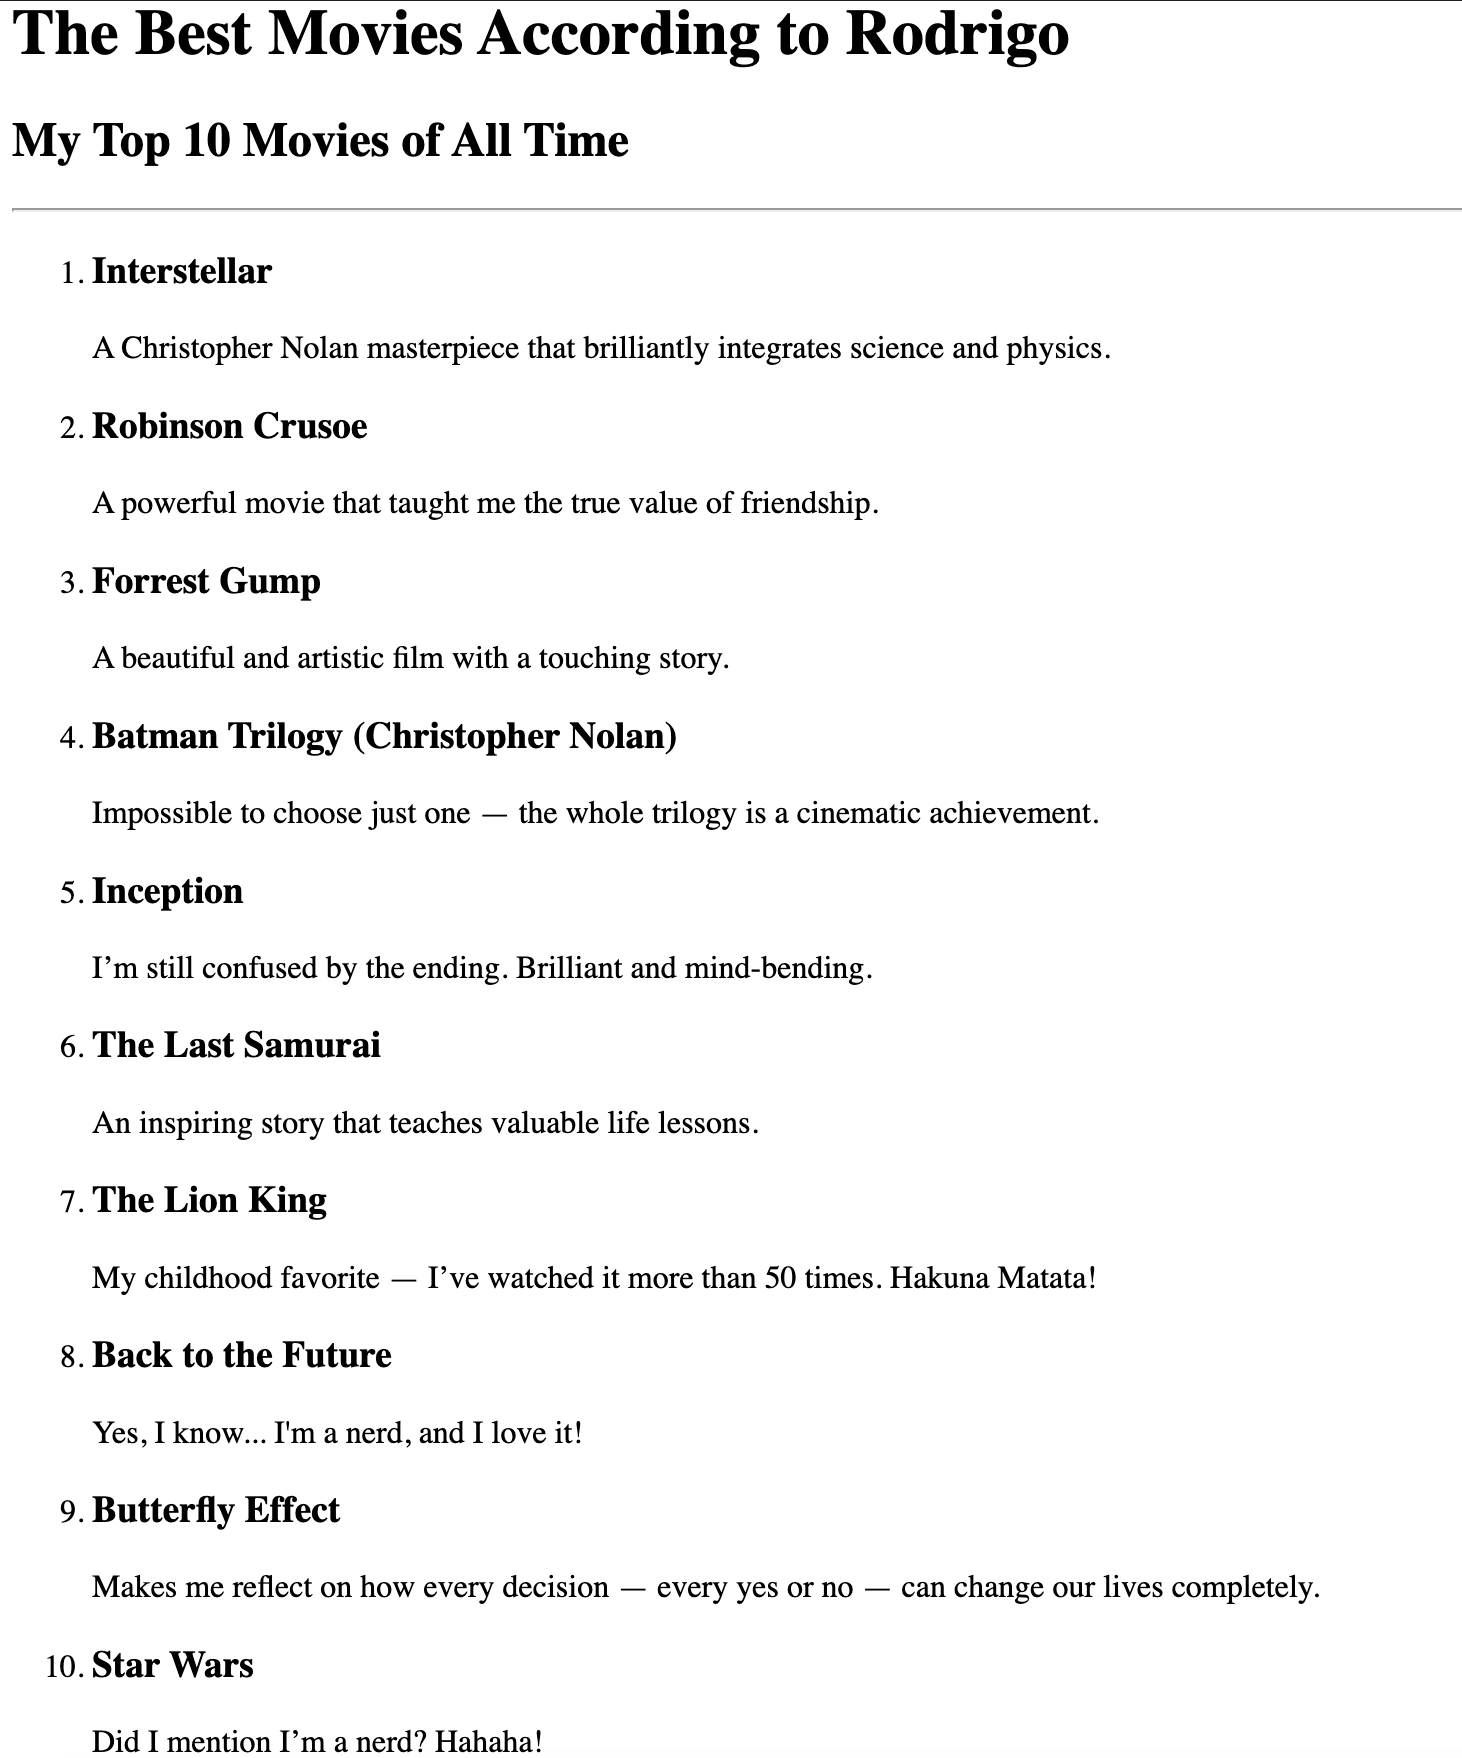 The Best Movies According to Rodrigo
My Top 10 Movies of All Time
1. Interstellar
A Christopher Nolan masterpiece that brilliantly integrates science and physics.
2. Robinson Crusoe
A powerful movie that taught me the true value of friendship.
3. Forrest Gump
A beautiful and artistic film with a touching story.
4. Batman Trilogy (Christopher Nolan)
Impossible to choose just one — the whole trilogy is a cinematic achievement.
5. Inception
I’m still confused by the ending. Brilliant and mind-bending.
6. The Last Samurai
An inspiring story that teaches valuable life lessons.
7. The Lion King
My childhood favorite — I’ve watched it more than 50 times. Hakuna Matata!
8. Back to the Future
Yes, I know... I'm a nerd, and I love it!
9. Butterfly Effect
Makes me reflect on how every decision — every yes or no — can change our lives completely.
10. Star Wars
Did I mention I’m a nerd? Hahaha!